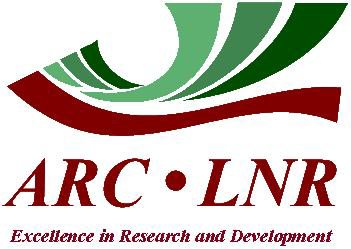 ARC • LNR
Excellence in Research and Development